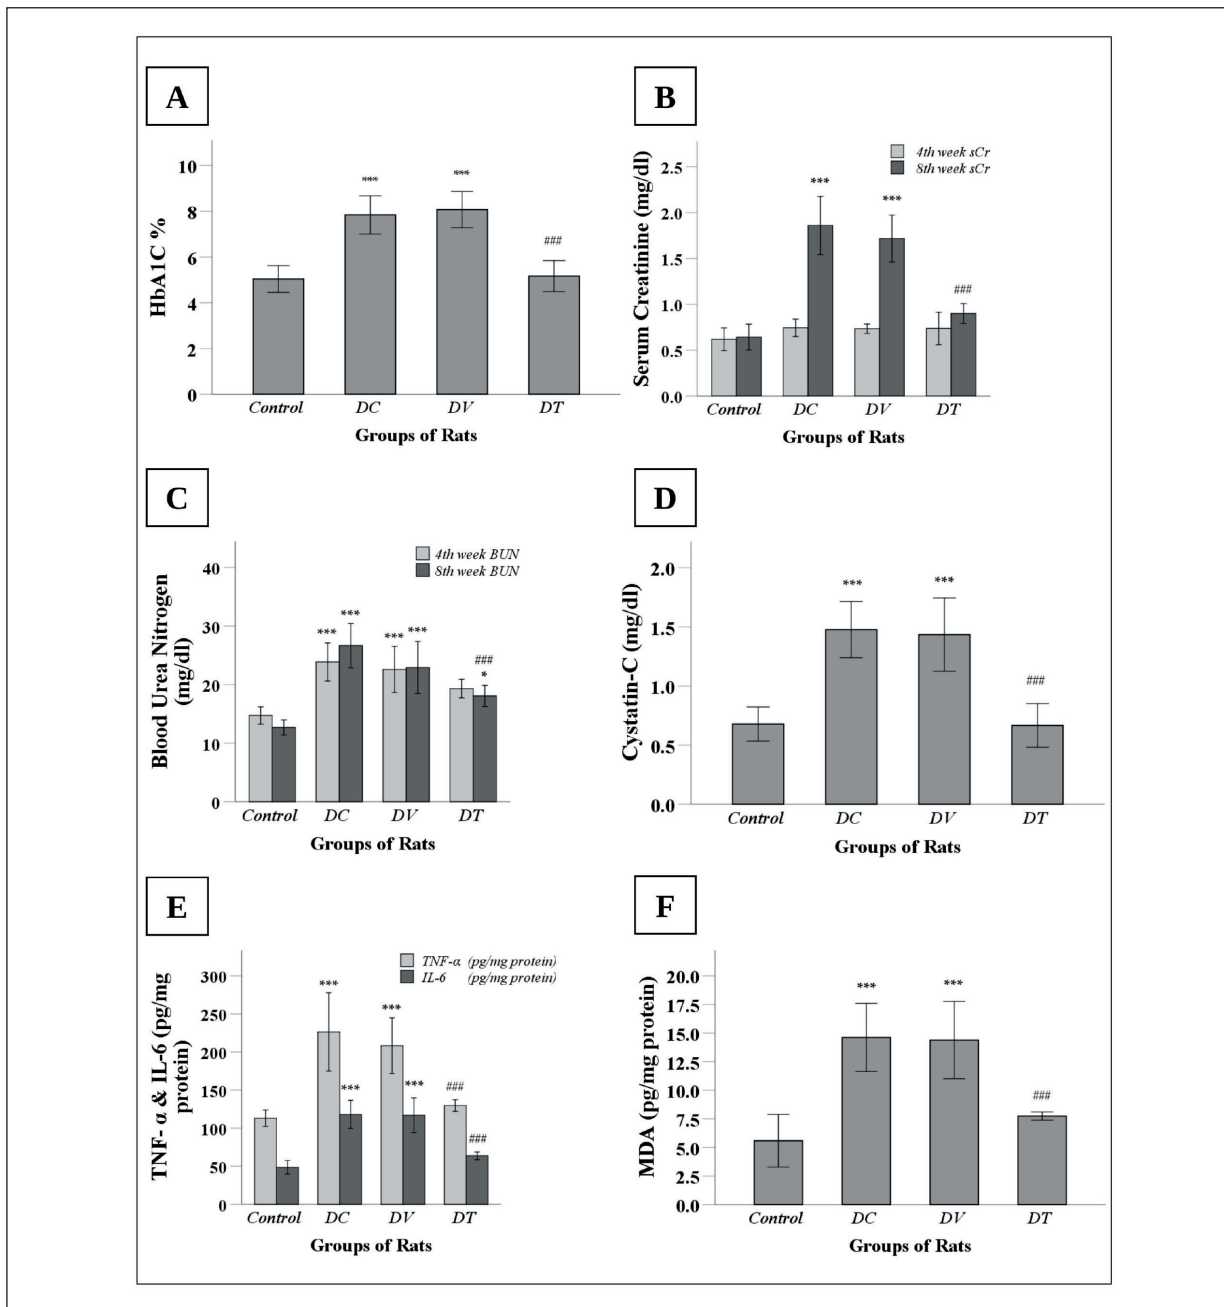 A
HbA1C %
10
8
6
4
2
0
***
***
###
Control DC DV DT
Groups of Rats
B
Serum Creatinine (mg/dl)
4th week sCr
8th week sCr
2.5
2.0
1.5
1.0
0.5
0.0
***
***
###
Control DC DV DT
Groups of Rats
C
Blood Urea Nitrogen
(mg/dl)
4th week BUN
8th week BUN
40
30
20
10
0
*** ***
*** ***
###
*
Control DC DV DT
Groups of Rats
D
Cystatin-C (mg/dl)
2.0
1.5
1.0
0.5
0.0
***
***
###
Control DC DV DT
Groups of Rats
E
TNF- α & IL-6 (pg/mg
protein)
TNF-α (pg/mg protein)
IL-6 (pg/mg protein)
300
250
200
150
100
50
0
***
***
***
***
###
###
Control DC DV DT
Groups of Rats
F
MDA (pg/mg protein)
20.0
17.5
15.0
12.5
10.0
7.5
5.0
2.5
0.0
***
***
###
Control DC DV DT
Groups of Rats